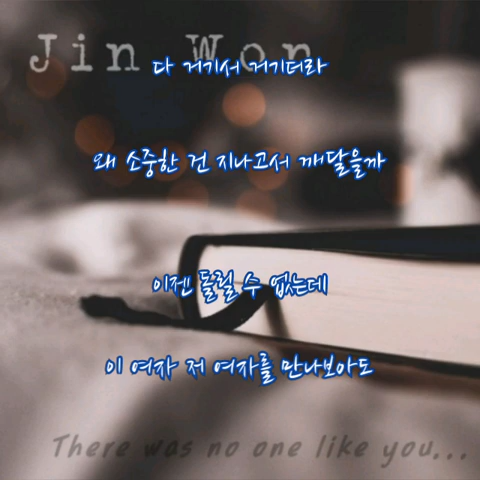 Jin Won
다 거기서 거기더라
왜 소중한 건 지나고서 깨달을까
이젠 돌릴 수 없는데
이 여자 저 여자를 만나보아도
There was no one like you...